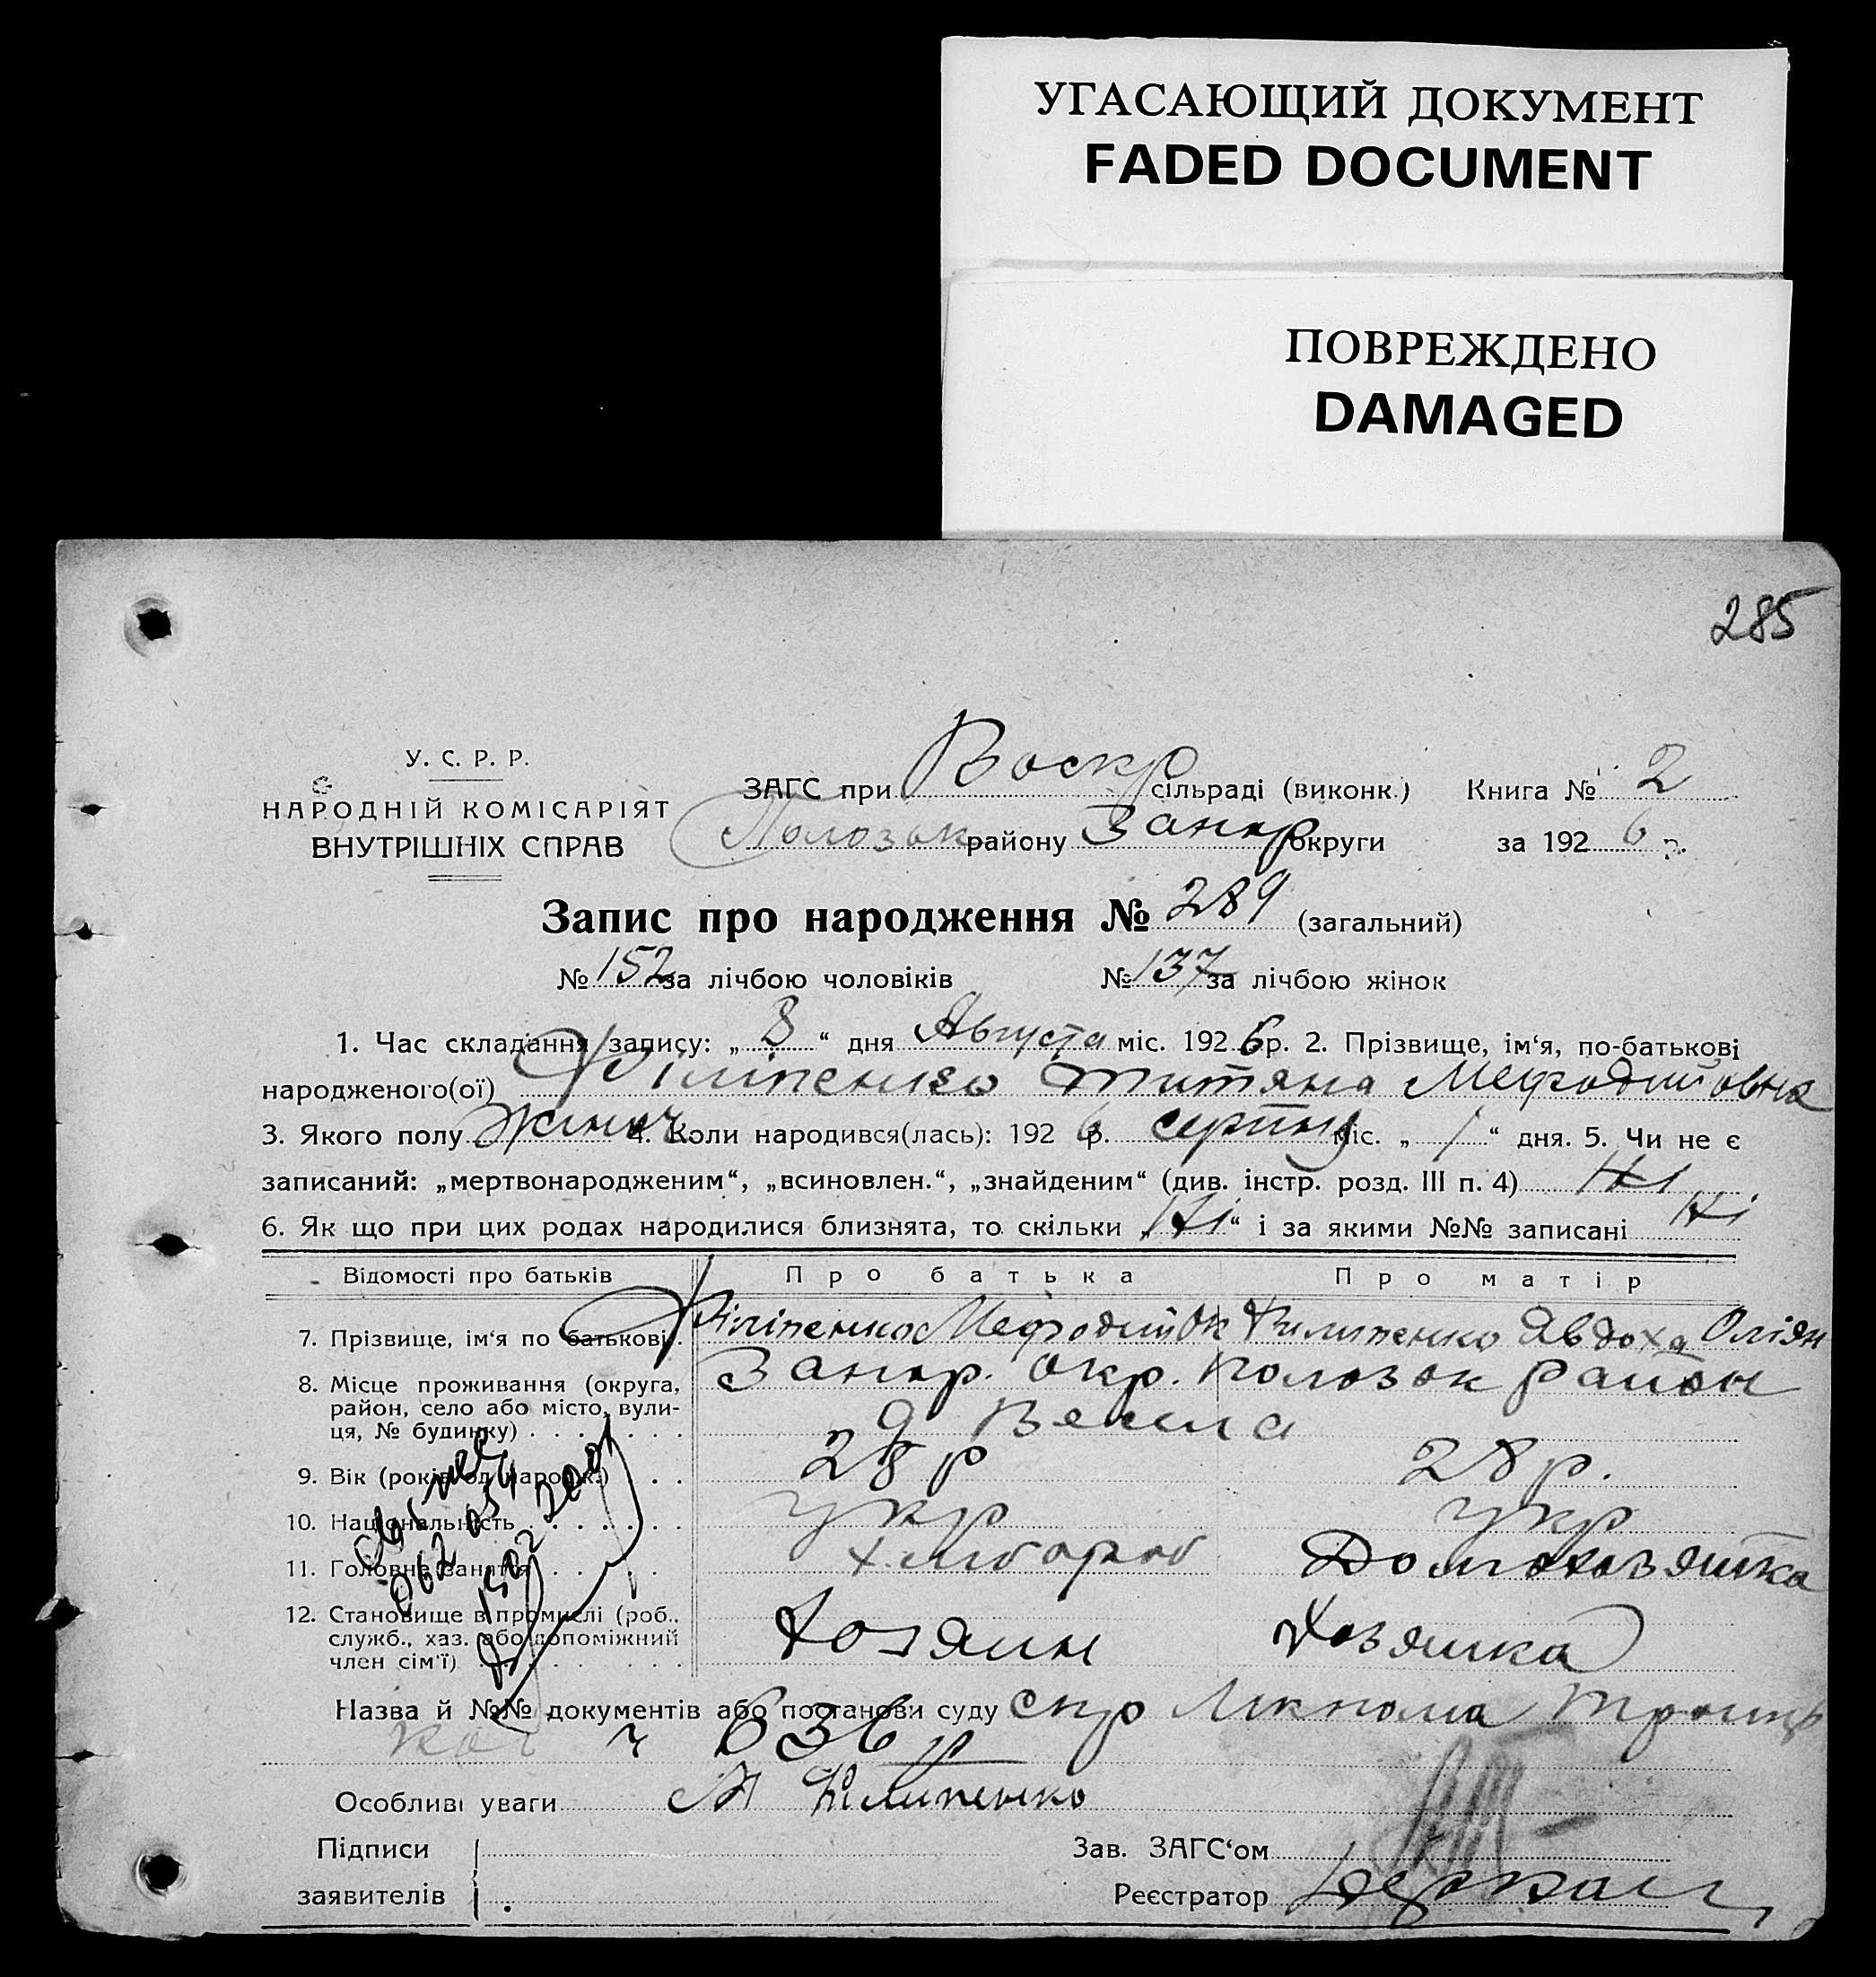 УГАСАЮЩИЙ ДОКУМЕНТ
FADED DOCUMENT
ПОВРЕЖДЕНО
DAMAGED
285
У. С. Р. Р.
НАРОДНІЙ КОМІСАРІЯТ
ВНУТРІШНІХ СПРАВ
ЗАГС при Воскр сільраді (виконк.) Книга № 2
Полозок району Запор округи за 1926 р.
Запис про народження № 289 (загальний)
№ 152 за лічбою чоловіків № 137 за лічбою жінок
1. Час складання запису: „ 3 “ дня Августа міс. 1926 р. 2. Прізвище, ім‘я, по-батькові
народженого(ої) Філіпенко Титяна Мефодийовна
3. Якого полу жіноч. 4. Коли народився(лась): 1926 р. серпня міс. „ 1 “ дня. 5. Чи не є
записаний: „мертвонародженим“, „всиновлен.“, „знайденим“ (див. інстр. розд. III п. 4) Ні
6. Як що при цих родах народилися близнята, то скільки „ Ні “ і за якими №№ записані Ні
Відомості про батьків Про батька Про матір
7. Прізвище, ім‘я по батькові. Філіпенко Мефодий Як Филипенко Явдоха Оліян
8. Місце проживання (округа, Запор. окр. Полозок район
район, село або місто, вули-
ця, № будинку)
9. Вік (років од народж.) 28 р 28 р.
10. Національність укр укр
11. Головне заняття хлібороб Домохозяйка
12. Становище в промислі (роб.,
служб., хаз. або допоміжний Хозяин Хозяйка
член сім‘ї)
Назва й №№ документів або постанови суду
Особливі уваги Филипенко
Підписи Зав. ЗАГС‘ом
заявителів Реєстратор